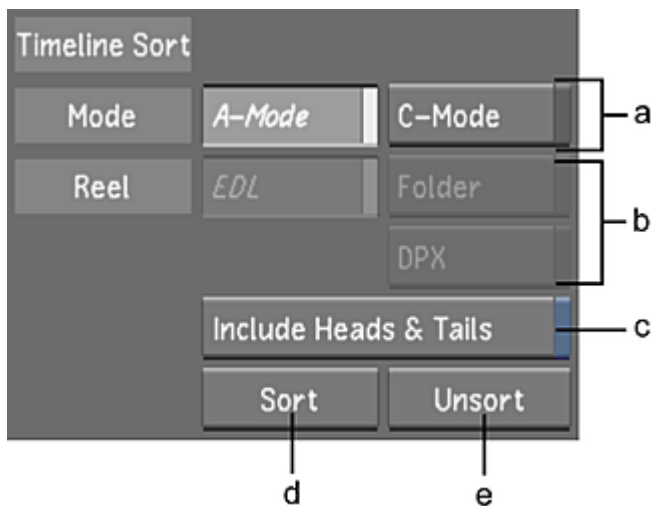 Timeline Sort
Mode A-Mode C-Mode a
Reel EDL Folder
b
DPX
Include Heads & Tails c
Sort Unsort
d e